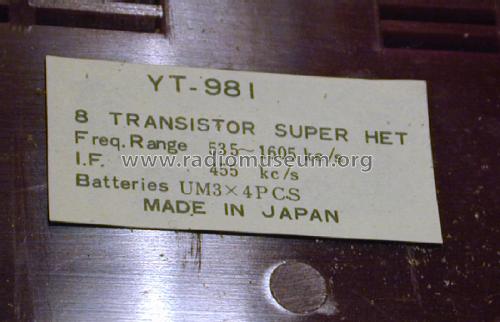 YT-981
8 TRANSISTOR SUPER HET
Freq. Range 535~1605 kc/s
I.F. 455 kc/s
www.radiomuseum.org
Batteries UM3×4PCS
MADE IN JAPAN